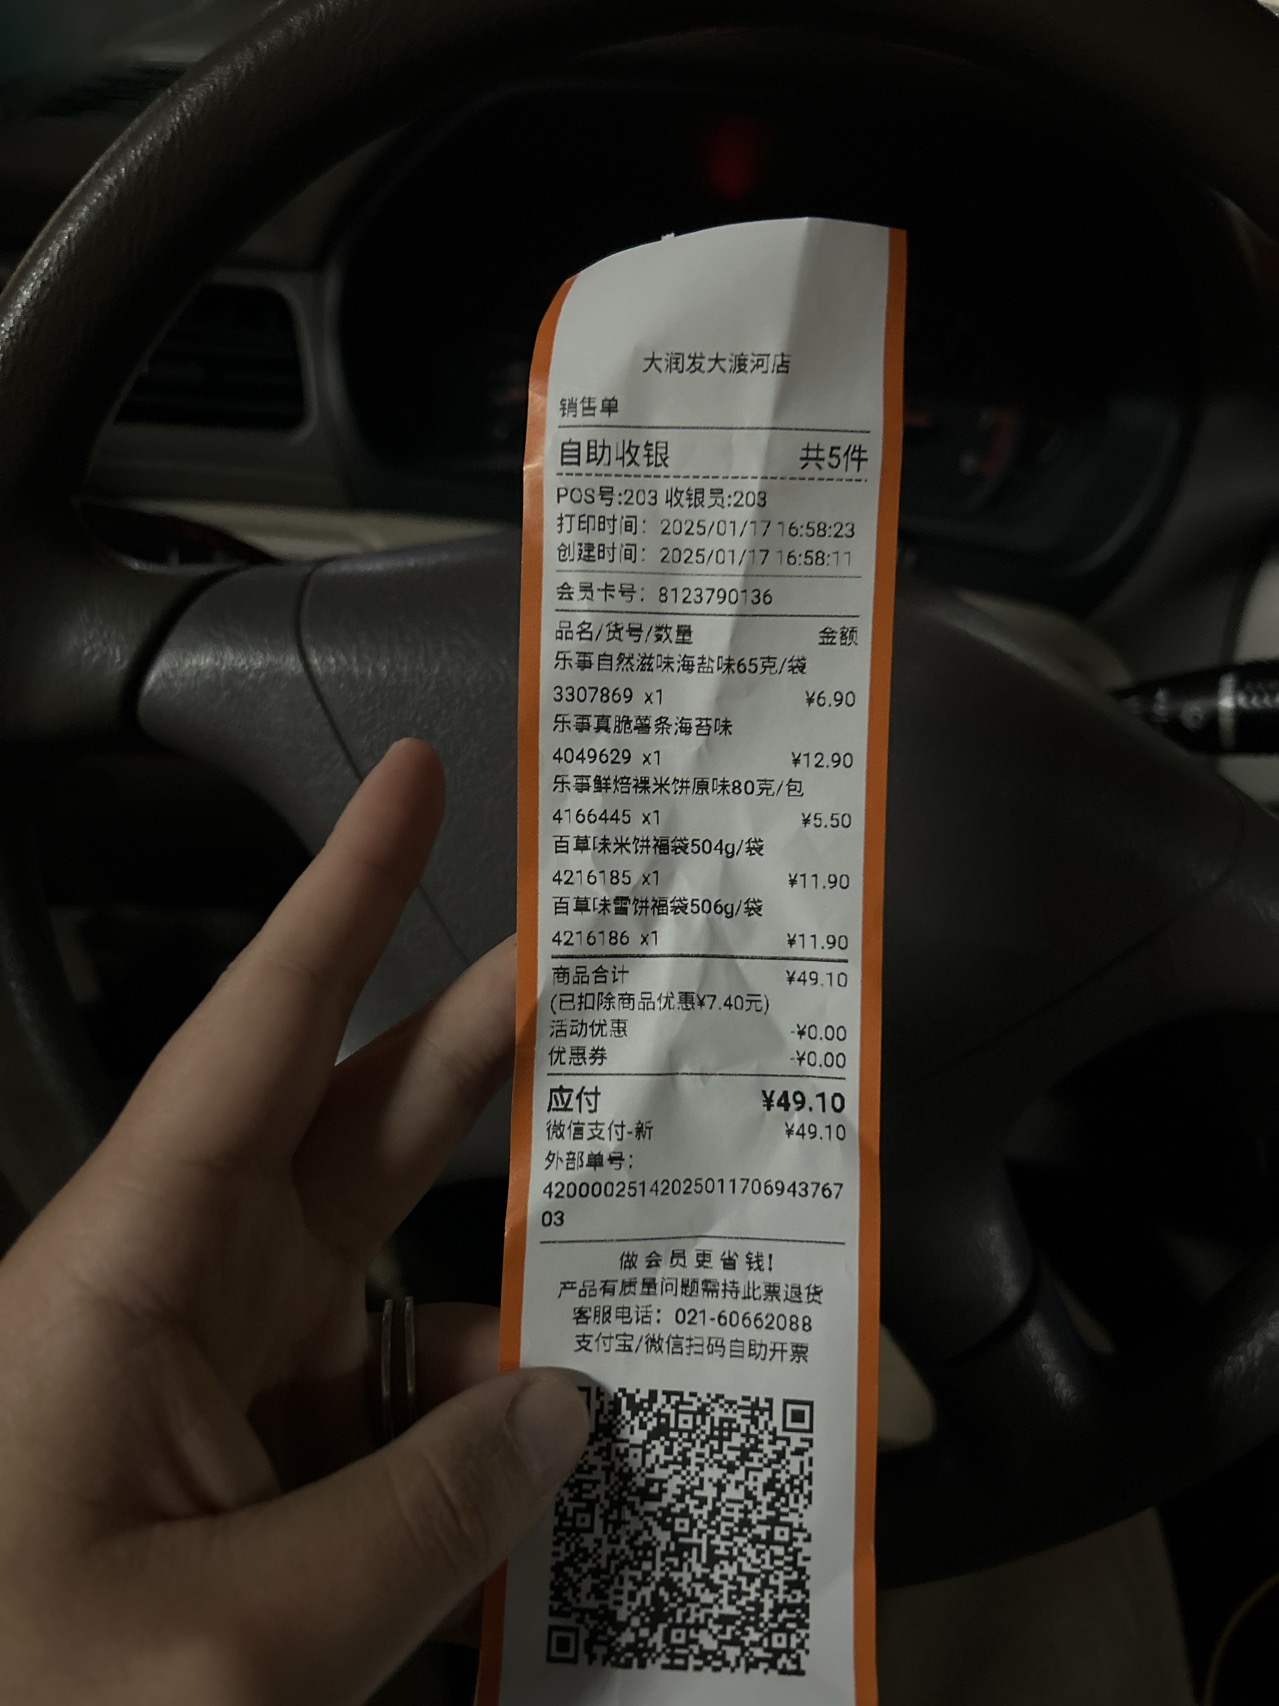 大润发大渡河店
销售单
自助收银 共5件
POS号:203 收银员:203
打印时间: 2025/01/17 16:58:23
创建时间: 2025/01/17 16:58:11
会员卡号: 8123790136
品名/货号/数量 金额
乐事自然滋味海盐味65克/袋
3307869 x1 ¥6.90
乐事真脆薯条海苔味
4049629 x1 ¥12.90
乐事鲜焙裸米饼原味80克/包
4166445 x1 ¥5.50
百草味米饼福袋504g/袋
4216185 x1 ¥11.90
百草味雪饼福袋506g/袋
4216186 x1 ¥11.90
商品合计 ¥49.10
(已扣除商品优惠¥7.40元)
活动优惠 -¥0.00
优惠券 -¥0.00
应付 ¥49.10
微信支付-新 ¥49.10
外部单号:
42000025142025011706943767
03
做会员更省钱!
产品有质量问题需持此票退货
客服电话: 021-60662088
支付宝/微信扫码自助开票